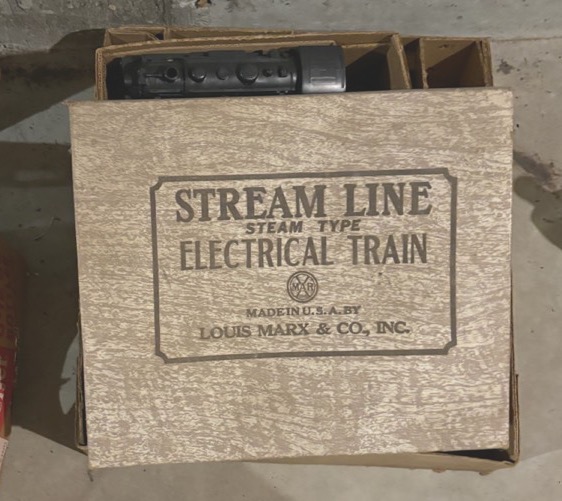 STREAM LINE
STEAM TYPE
ELECTRICAL TRAIN
MAR
MADE IN U.S.A. BY
LOUIS MARX & CO., INC.